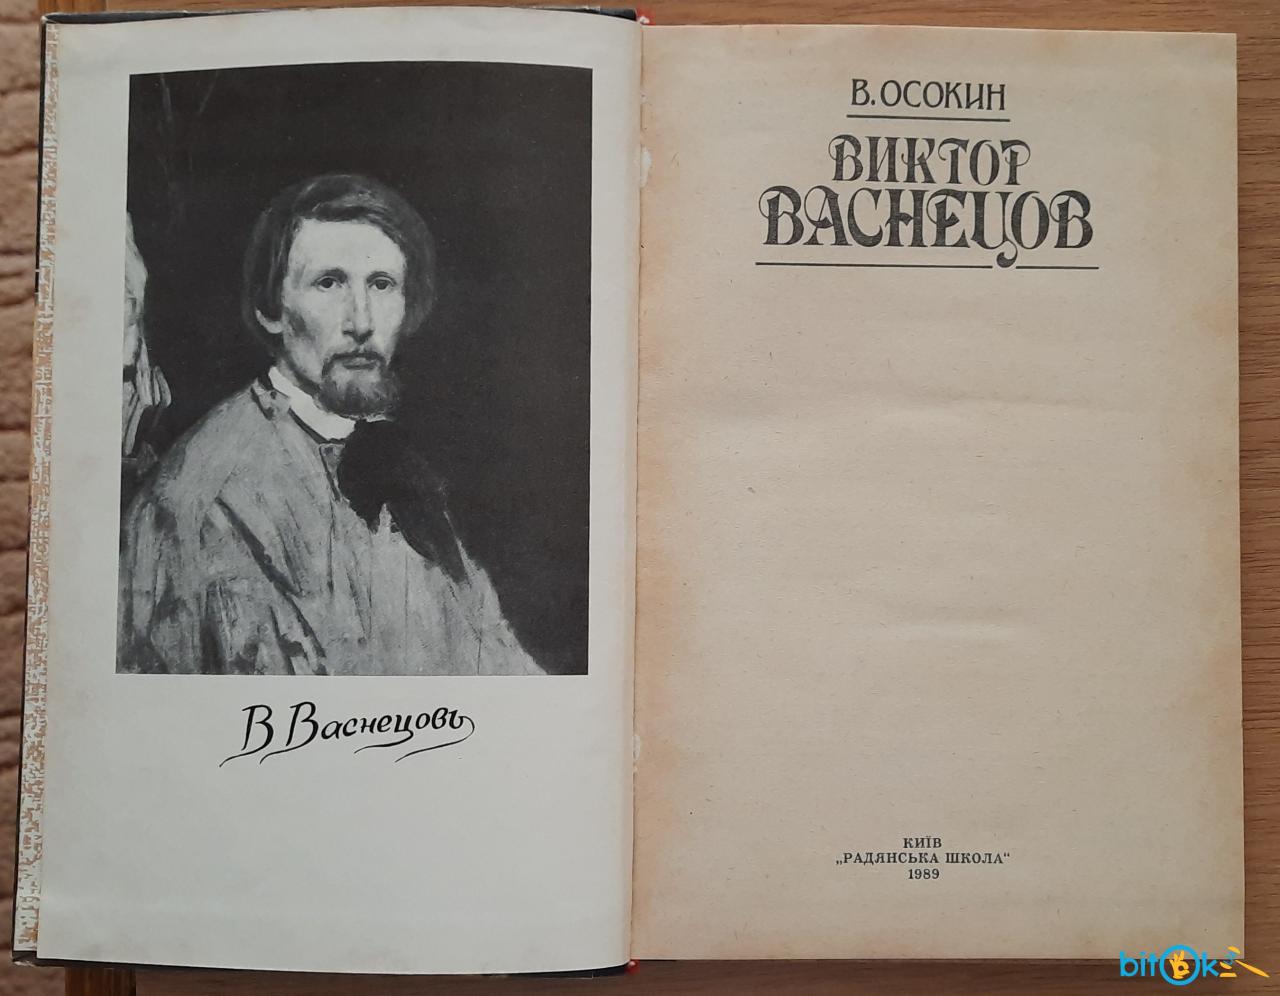 В Васнецовъ
В. ОСОКИН
ВИКТОР
ВАСНЕЦОВ
КИЇВ
„РАДЯНСЬКА ШКОЛА“
1989
bitOk